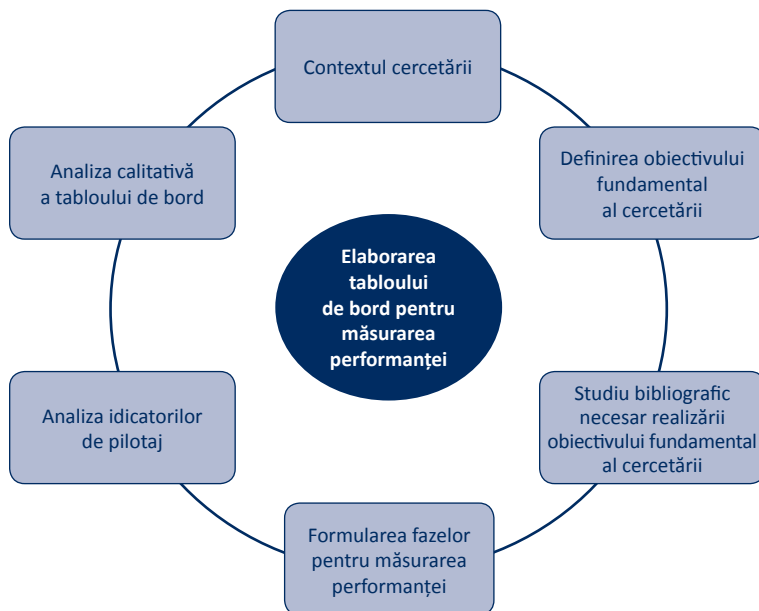 Contextul cercetării
Definirea obiectivului
fundamental
al cercetării
Studiu bibliografic
necesar realizării
obiectivului fundamental
al cercetării
Formularea fazelor
pentru măsurarea
performanței
Analiza idicatorilor
de pilotaj
Analiza calitativă
a tabloului de bord
Elaborarea
tabloului
de bord pentru
măsurarea
performanței